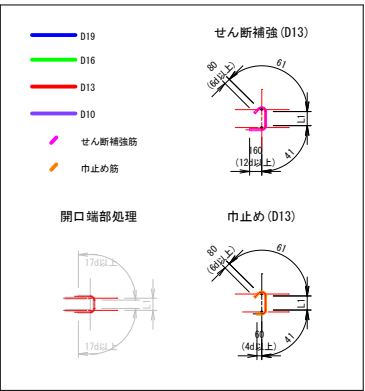 D19
D16
D13
D10
せん断補強筋
巾止め筋
せん断補強(D13)
80
(6d以上)
61
L1
160
(12d以上)
41
開口端部処理
17d以上
L1
17d以上
巾止め(D13)
80
(6d以上)
61
L1
60
(4d以上)
41